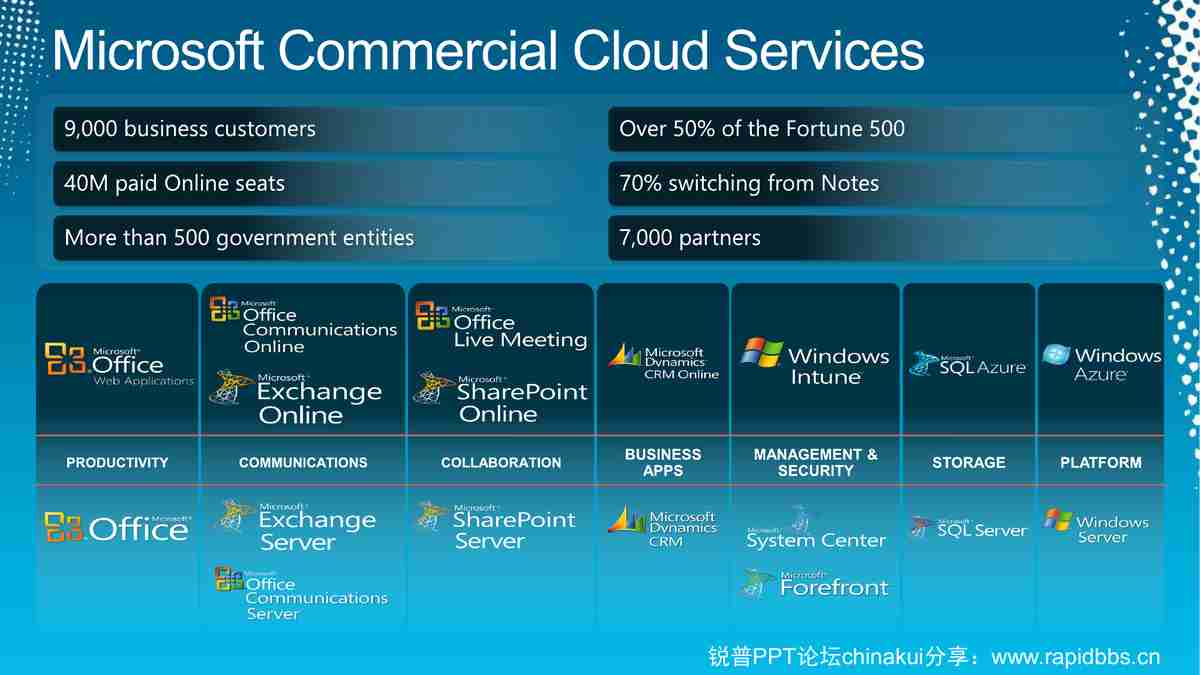 Microsoft Commercial Cloud Services
9,000 business customers
Over 50% of the Fortune 500
40M paid Online seats
70% switching from Notes
More than 500 government entities
7,000 partners
Microsoft®
Office
Web Applications
Microsoft®
Office
Communications
Online
Microsoft®
Exchange
Online
Microsoft®
Office
Live Meeting
Microsoft®
SharePoint
Online
Microsoft
Dynamics
CRM Online
Windows
Intune
Microsoft®
SQL Azure
Windows
Azure
PRODUCTIVITY
COMMUNICATIONS
COLLABORATION
BUSINESS
APPS
MANAGEMENT &
SECURITY
STORAGE
PLATFORM
Microsoft®
Office
Microsoft®
Exchange
Server
Microsoft®
Office
Communications
Server
Microsoft®
SharePoint
Server
Microsoft
Dynamics
CRM
Microsoft®
System Center
Microsoft®
Forefront
Microsoft®
SQL Server
Windows
Server
锐普PPT论坛chinakui分享：www.rapidbbs.cn